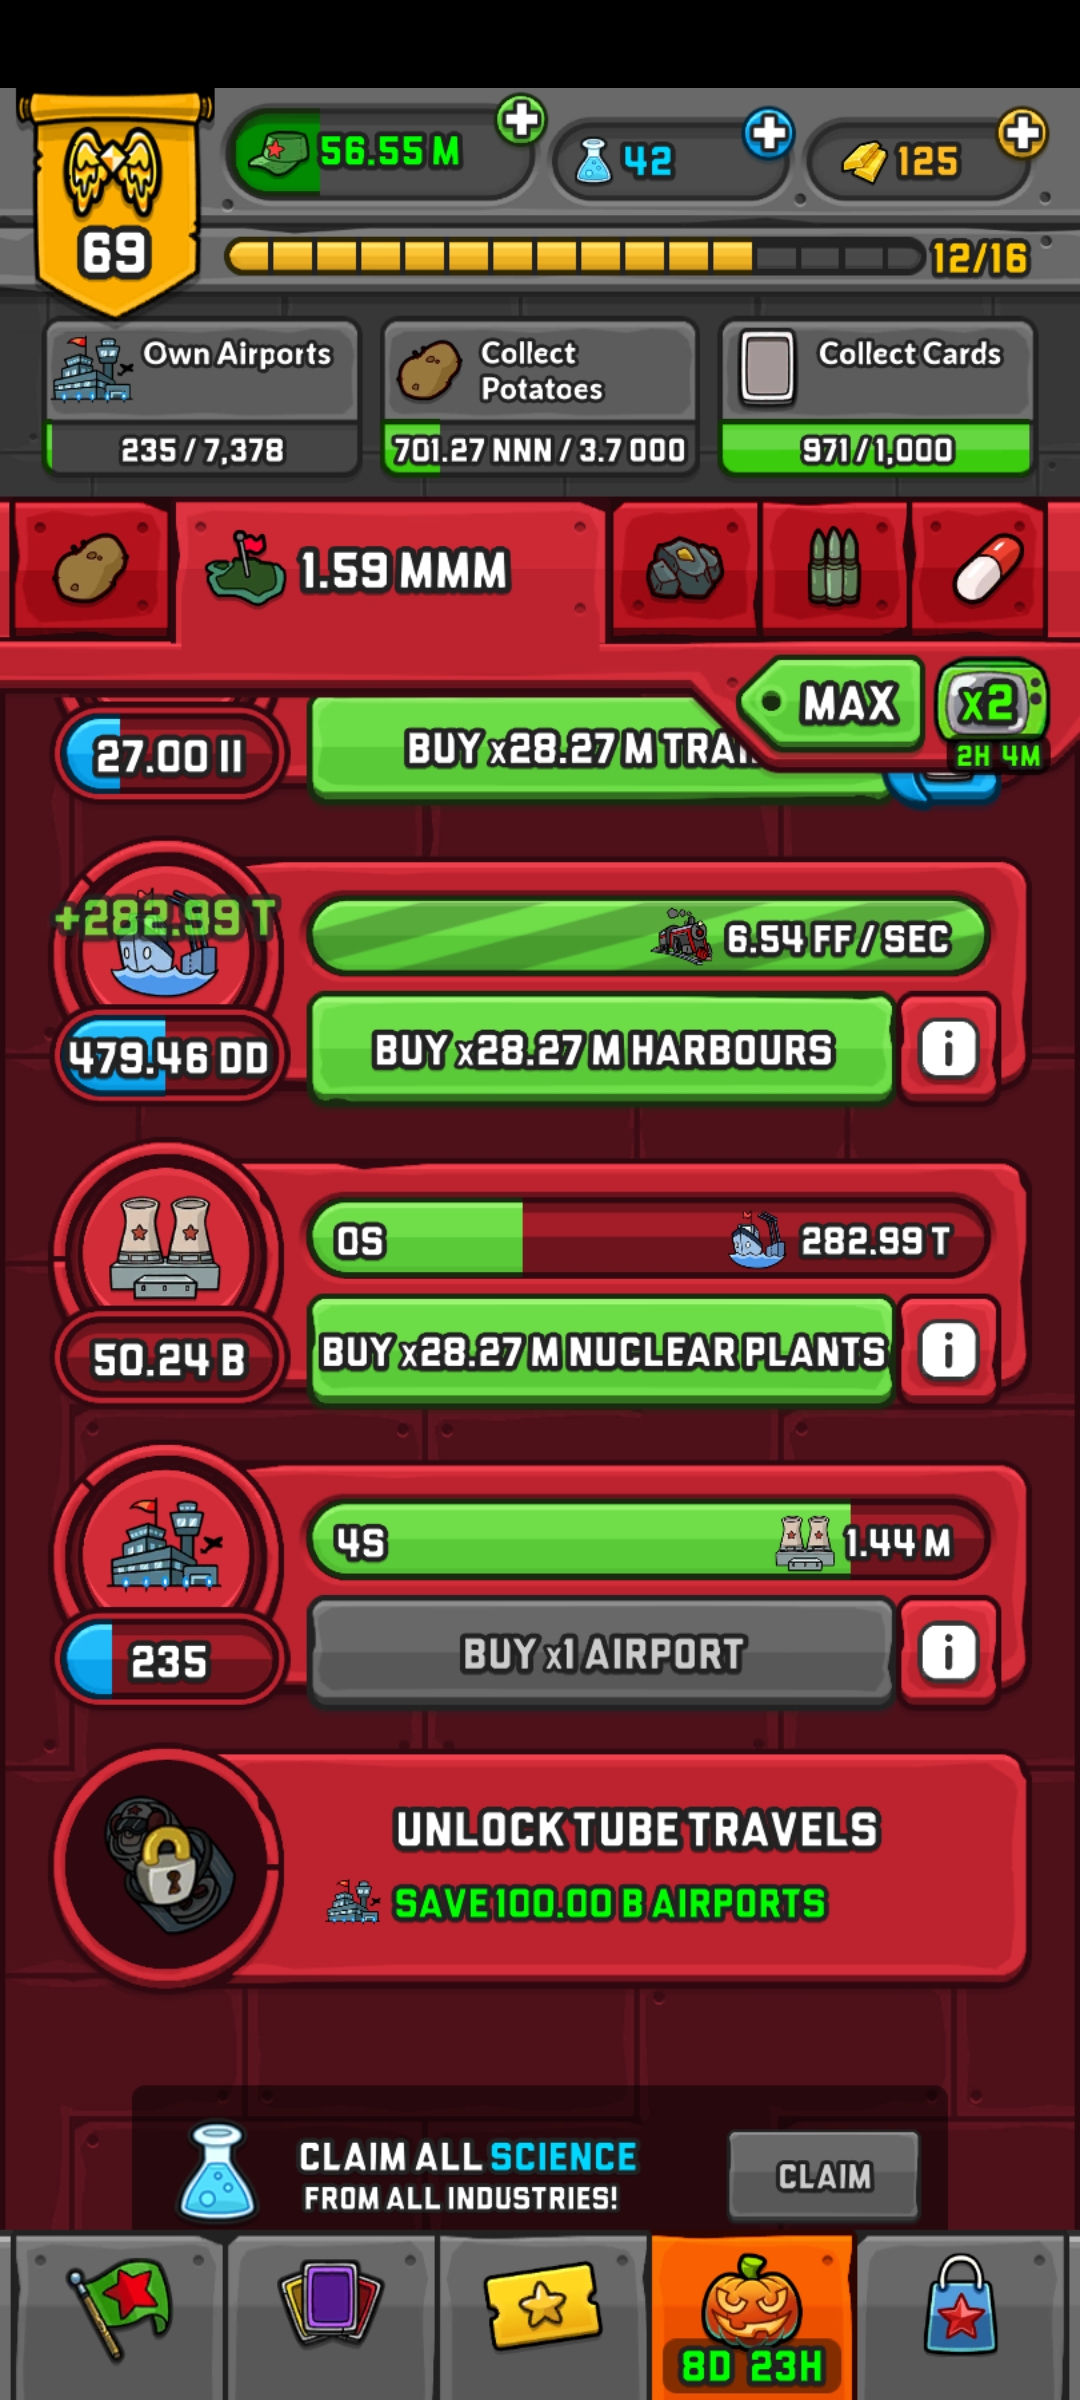 69
56.55 M
42
125
12/16
Own Airports
235 / 7,378
Collect
Potatoes
701.27 NNN / 3.7 OOO
Collect Cards
971 / 1,000
1.59 MMM
MAX
x2
2H 4M
27.00 II
BUY x28.27 M TRAI
+282.99 T
6.54 FF / SEC
479.46 DD
BUY x28.27 M HARBOURS
0S
282.99 T
50.24 B
BUY x28.27 M NUCLEAR PLANTS
4S
1.44 M
235
BUY x1 AIRPORT
UNLOCK TUBE TRAVELS
SAVE 100.00 B AIRPORTS
CLAIM ALL SCIENCE
FROM ALL INDUSTRIES!
CLAIM
8D 23H